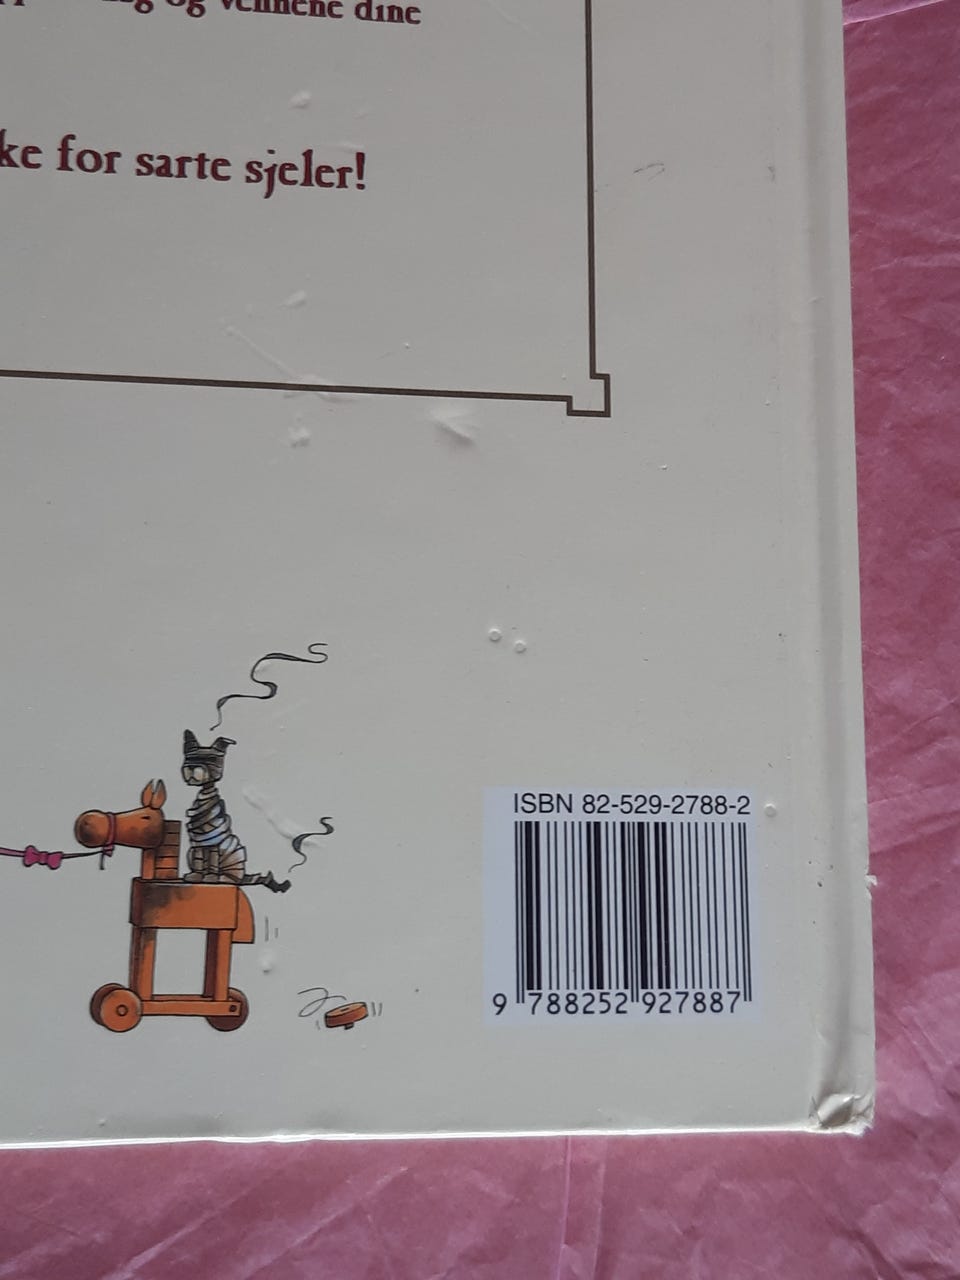 og vennene dine
ke for sarte sjeler!
ISBN 82-529-2788-2
9 788252 927887